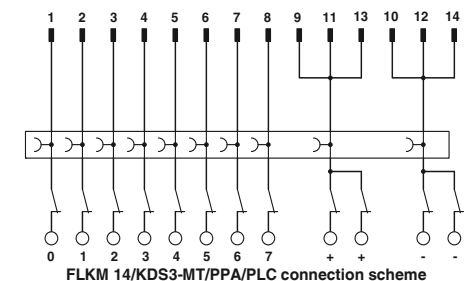 1 2 3 4 5 6 7 8 9 11 13 10 12 14
0 1 2 3 4 5 6 7 + + - -
FLKM 14/KDS3-MT/PPA/PLC connection scheme